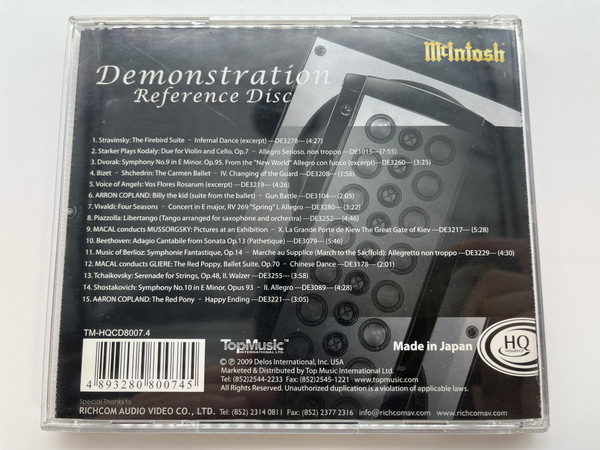 McIntosh
Demonstration
Reference Disc
1. Stravinsky: The Firebird Suite - Infernal Dance (excerpt) ---DE3278--- (4:27)
2. Starker Plays Kodaly: Due for Violin and Cello. Op.7 - Allegro Serioso, non troppo ---DE1015--- (7:55)
3. Dvorak: Symphony No.9 in E Minor, Op.95. From the "New World" Allegro con fuoco (excerpt) ---DE3260--- (3:25)
4. Bizet - Shchedrin: The Carmen Ballet - IV. Changing of the Guard ---DE3208--- (1:56)
5. Voice of Angels: Vos Flores Rosarum (excerpt) ---DE3219--- (4:26)
6. ARRON COPLAND: Billy the kid (suite from the ballet) - Gun Battle ---DE3104--- (2:05)
7. Vivaldi: Four Seasons - Concert in E major, RV 269 "Spring" I. Allegro ---DE3280--- (3:22)
8. Piazzolla: Libertango (Tango arranged for saxophone and orchestra) ---DE3252--- (4:46)
9. MACAL conducts MUSSORGSKY: Pictures at an Exhibition - X. La Grande Porte de Kiew The Great Gate of Kiev ---DE3217--- (5:28)
10. Beethoven: Adagio Cantabile from Sonata Op.13 (Pathetique) ---DE3079--- (5:46)
11. Music of Berlioz: Symphonie Fantastique, Op.14 - Marche au Supplice (March to the Sacffold): Allegretto non troppo ---DE3229--- (4:30)
12. MACAL conducts GLIERE: The Red Poppy, Ballet Suite, Op.70 - Chinese Dance ---DE3178--- (2:01)
13. Tchaikovsky: Serenade for Strings, Op.48, II. Walzer ---DE3255--- (3:58)
14. Shostakovich: Symphony No.10 in E Minor, Opus 93 - II. Allegro ---DE3089--- (4:28)
15. AARON COPLAND: The Red Pony - Happy Ending ---DE3221--- (3:05)
TM-HQCD8007.4
4 893280 800745
TopMusic
INTERNATIONAL LTD.
Made in Japan
HQ
© ℗ 2009 Delos International, Inc. USA
Marketed & Distributed by Top Music International Ltd.
Tel: (852)2544-2233 Fax: (852)2545-1221 www.topmusic.com
All Rights Reserved. Unauthorized duplication is a violation of applicable laws.
Special Thanks to
RICHCOM AUDIO VIDEO CO., LTD. Tel: (852) 2314 0811 Fax: (852) 2377 2316 info@richcomav.com www.richcomav.com